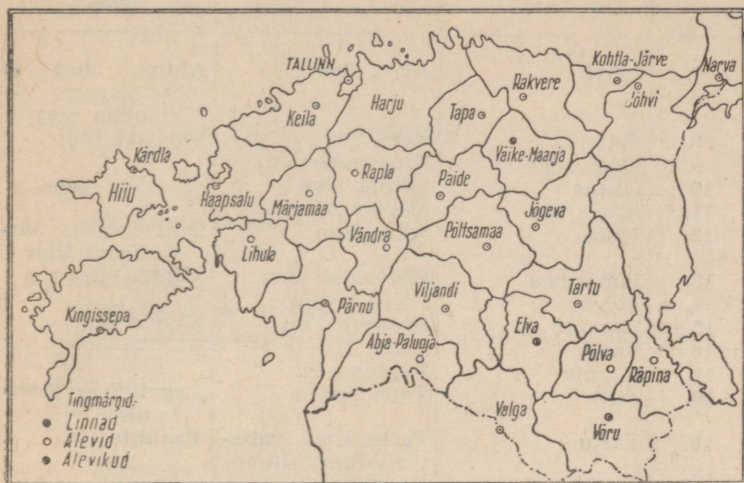 TALLINN
Kohtla-Järve
Narva
Keila
Harju
Rakvere
Jõhvi
Tapa
Väike-Maarja
Kärdla
Hiiu
Haapsalu
Märjamaa
Rapla
Paide
Jõgeva
Lihula
Vändra
Põltsamaa
Kingissepa
Pärnu
Viljandi
Tartu
Elva
Abja-Paluoja
Põlva
Räpina
Valga
Võru
Tingmärgid:
Linnad
Alevid
Alevikud